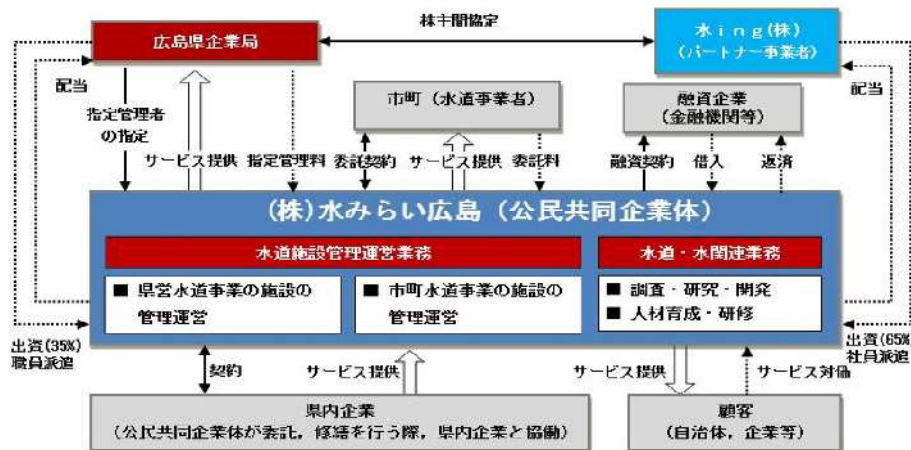 株主間協定
広島県企業局
水ing(株)
(パートナー事業者)
配当
配当
指定管理者
の指定
市町(水道事業者)
融資企業
(金融機関等)
サービス提供
指定管理料
委託契約
サービス提供
委託料
融資契約
借入
返済
(株)水みらい広島(公民共同企業体)
水道施設管理運営業務
水道・水関連業務
■ 県営水道事業の施設の
管理運営
■ 市町水道事業の施設の
管理運営
■ 調査・研究・開発
■ 人材育成・研修
出資(35%)
職員派遣
出資(65%
社員派遣
契約
サービス提供
サービス提供
サービス対価
県内企業
(公民共同企業体が委託,修繕を行う際,県内企業と協働)
顧客
(自治体,企業等)